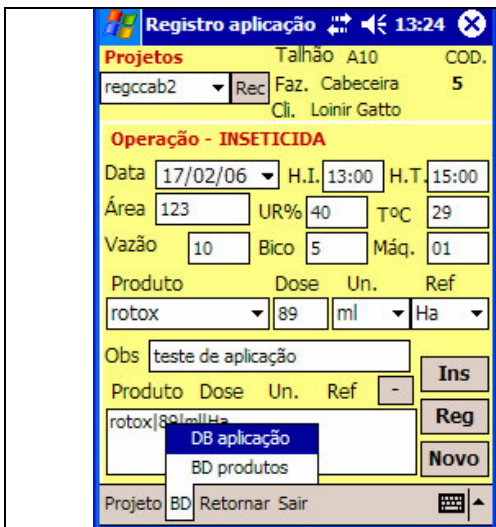 Registro aplicação 13:24
Projetos Talhão A10 COD.
regccab2 Rec Faz. Cabeceira 5
Cli. Loinir Gatto
Operação - INSETICIDA
Data 17/02/06 H.I. 13:00 H.T. 15:00
Área 123 UR% 40 TºC 29
Vazão 10 Bico 5 Máq. 01
Produto Dose Un. Ref
rotox 89 ml Ha
Obs teste de aplicação
Ins
Produto Dose Un. Ref -
rotox|89|ml|Ha
Reg
DB aplicação
BD produtos
Novo
Projeto BD Retornar Sair